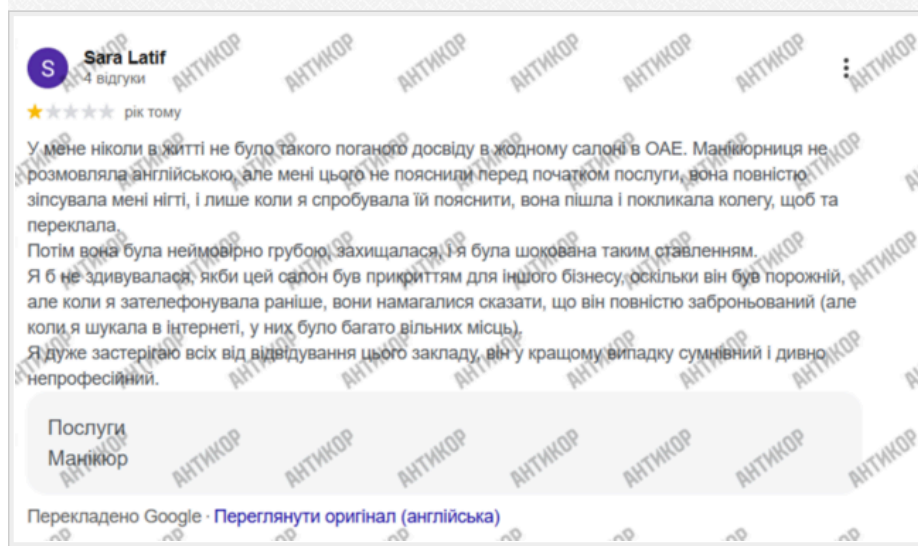 S
Sara Latif
4 відгуки
рік тому
У мене ніколи в житті не було такого поганого досвіду в жодному салоні в ОАЕ. Манікюрниця не
розмовляла англійською, але мені цього не пояснили перед початком послуги, вона повністю
зіпсувала мені нігті, і лише коли я спробувала їй пояснити, вона пішла і покликала колегу, щоб та
переклала.
Потім вона була неймовірно грубою, захищалася, і я була шокована таким ставленням.
Я б не здивувалася, якби цей салон був прикриттям для іншого бізнесу, оскільки він був порожній,
але коли я зателефонувала раніше, вони намагалися сказати, що він повністю заброньований (але
коли я шукала в інтернеті, у них було багато вільних місць).
Я дуже застерігаю всіх від відвідування цього закладу, він у кращому випадку сумнівний і дивно
непрофесійний.
Послуги
Манікюр
Перекладено Google · Переглянути оригінал (англійська)
АНТИКОР